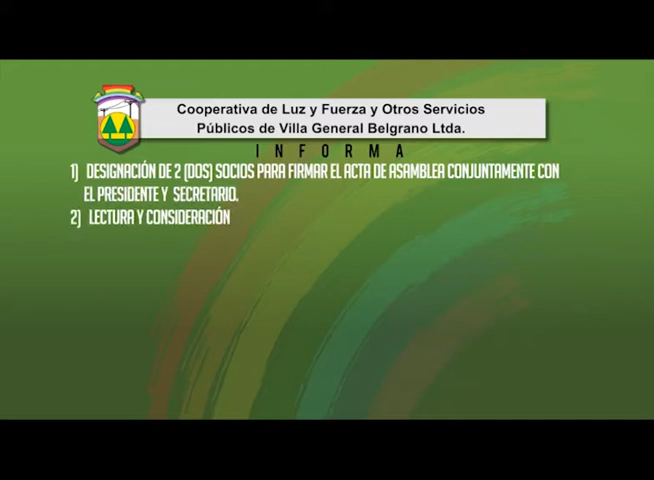 Cooperativa de Luz y Fuerza y Otros Servicios
Públicos de Villa General Belgrano Ltda.
INFORMA
1) DESIGNACIÓN DE 2 (DOS) SOCIOS PARA FIRMAR EL ACTA DE ASAMBLEA CONJUNTAMENTE CON
EL PRESIDENTE Y SECRETARIO.
2) LECTURA Y CONSIDERACIÓN